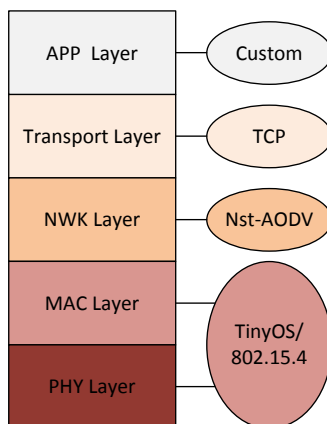 APP Layer
Custom
Transport Layer
TCP
NWK Layer
Nst-AODV
MAC Layer
TinyOS/
802.15.4
PHY Layer